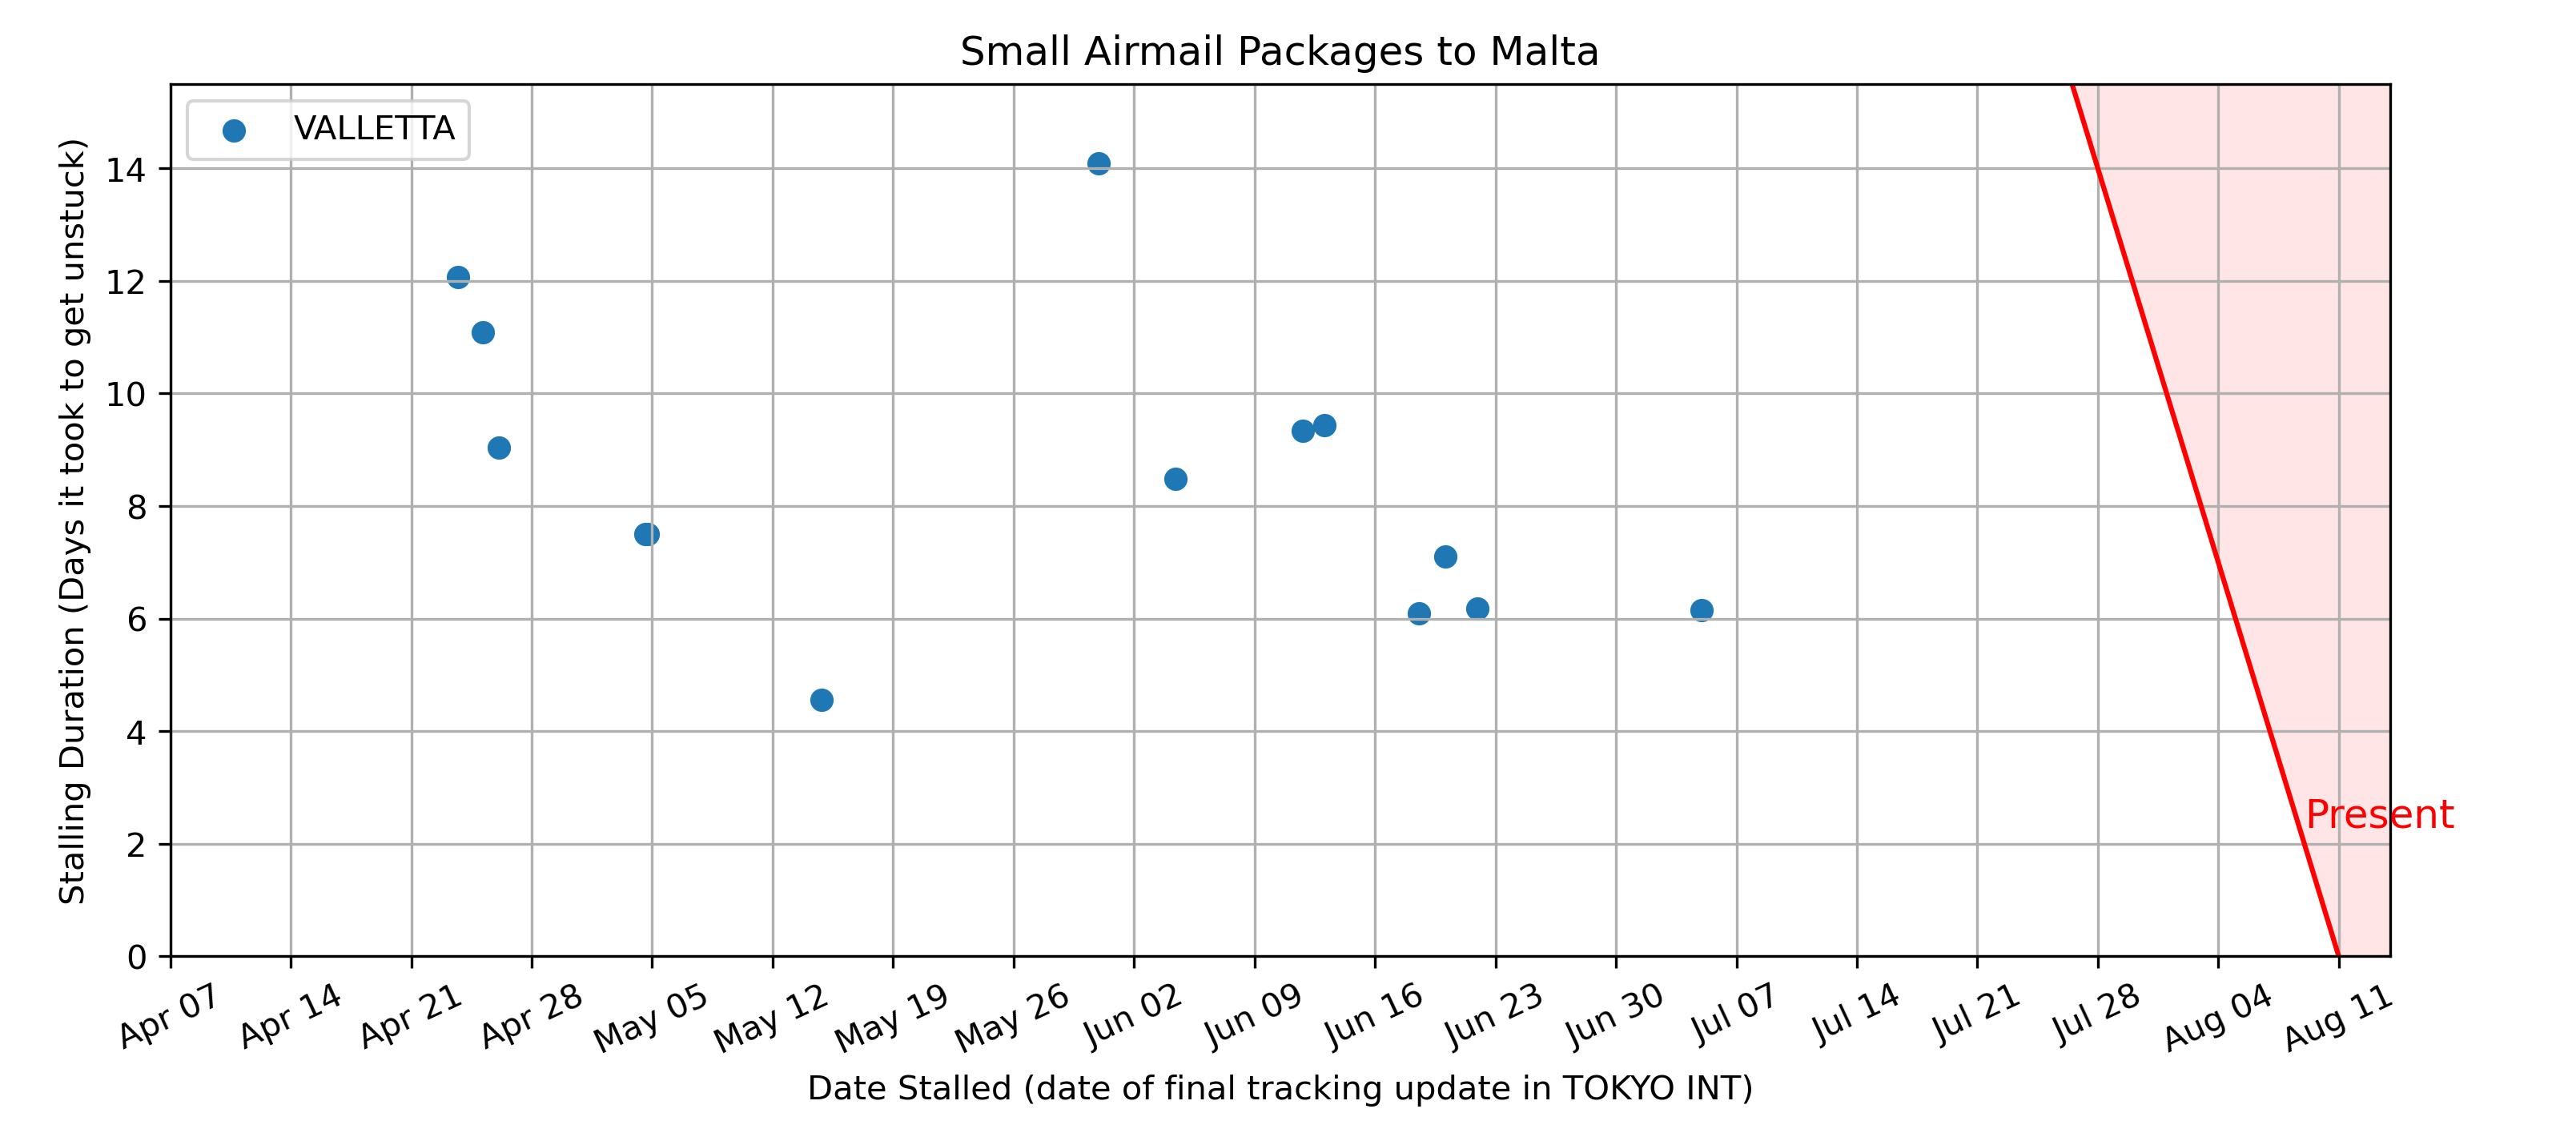 Small Airmail Packages to Malta
VALLETTA
Stalling Duration (Days it took to get unstuck)
14
12
10
8
6
4
2
0
Present
Apr 07
Apr 14
Apr 21
Apr 28
May 05
May 12
May 19
May 26
Jun 02
Jun 09
Jun 16
Jun 23
Jun 30
Jul 07
Jul 14
Jul 21
Jul 28
Aug 04
Aug 11
Date Stalled (date of final tracking update in TOKYO INT)